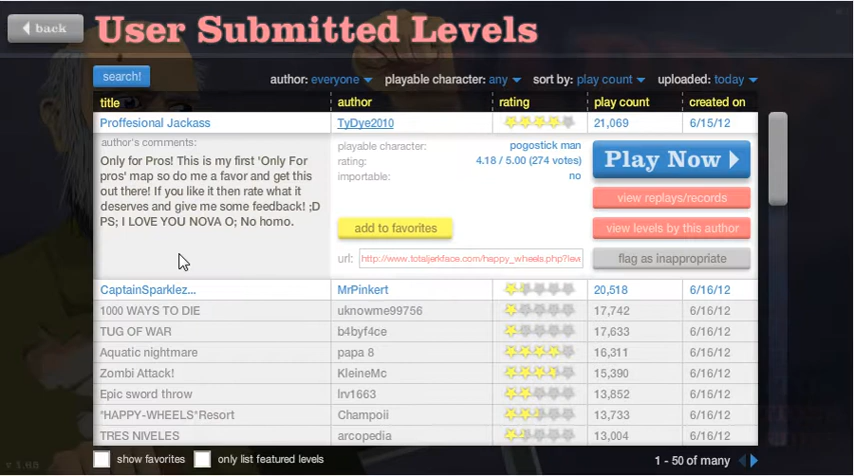 back
User Submitted Levels
search!
author: everyone playable character: any sort by: play count uploaded: today
title author rating play count created on
Proffesional Jackass TyDye2010 21,069 6/15/12
author's comments:
Only for Pros! This is my first 'Only For
pros' map so do me a favor and get this
out there! If you like it then rate what it
deserves and give me some feedback! ;D
PS; I LOVE YOU NOVA O; No homo.
playable character: pogostick man
rating: 4.18 / 5.00 (274 votes)
importable: no
add to favorites
url: http://www.totaljerkface.com/happy_wheels.php?leve
Play Now
view replays/records
view levels by this author
flag as inappropriate
CaptainSparklez... MrPinkert 20,518 6/16/12
1000 WAYS TO DIE uknowme99756 17,742 6/16/12
TUG OF WAR b4byf4ce 17,633 6/16/12
Aquatic nightmare papa 8 16,311 6/16/12
Zombi Attack! KleineMc 15,390 6/16/12
Epic sword throw lrv1663 13,852 6/16/12
*HAPPY-WHEELS*Resort Champoii 13,733 6/16/12
TRES NIVELES arcopedia 13,004 6/16/12
show favorites only list featured levels 1 - 50 of many